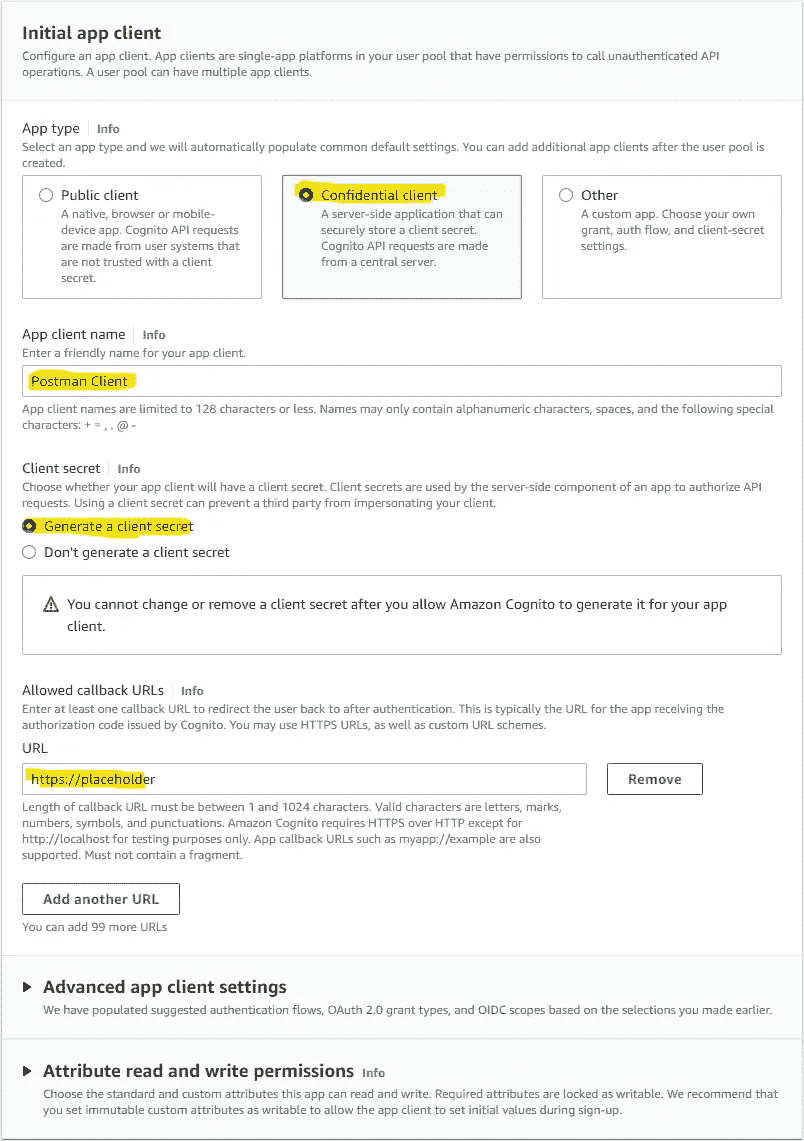 Initial app client
Configure an app client. App clients are single-app platforms in your user pool that have permissions to call unauthenticated API
operations. A user pool can have multiple app clients.
App type Info
Select an app type and we will automatically populate common default settings. You can add additional app clients after the user pool is
created.
Public client
A native, browser or mobile-
device app. Cognito API requests
are made from user systems that
are not trusted with a client
secret.
Confidential client
A server-side application that can
securely store a client secret.
Cognito API requests are made
from a central server.
Other
A custom app. Choose your own
grant, auth flow, and client-secret
settings.
App client name Info
Enter a friendly name for your app client.
Postman Client
App client names are limited to 128 characters or less. Names may only contain alphanumeric characters, spaces, and the following special
characters: + = , . @ -
Client secret Info
Choose whether your app client will have a client secret. Client secrets are used by the server-side component of an app to authorize API
requests. Using a client secret can prevent a third party from impersonating your client.
Generate a client secret
Don't generate a client secret
You cannot change or remove a client secret after you allow Amazon Cognito to generate it for your app
client.
Allowed callback URLs Info
Enter at least one callback URL to redirect the user back to after authentication. This is typically the URL for the app receiving the
authorization code issued by Cognito. You may use HTTPS URLs, as well as custom URL schemes.
URL
https://placeholder
Remove
Length of callback URL must be between 1 and 1024 characters. Valid characters are letters, marks,
numbers, symbols, and punctuations. Amazon Cognito requires HTTPS over HTTP except for
http://localhost for testing purposes only. App callback URLs such as myapp://example are also
supported. Must not contain a fragment.
Add another URL
You can add 99 more URLs
Advanced app client settings
We have populated suggested authentication flows, OAuth 2.0 grant types, and OIDC scopes based on the selections you made earlier.
Attribute read and write permissions Info
Choose the standard and custom attributes this app can read and write. Required attributes are locked as writable. We recommend that
you set immutable custom attributes as writable to allow the app client to set initial values during sign-up.